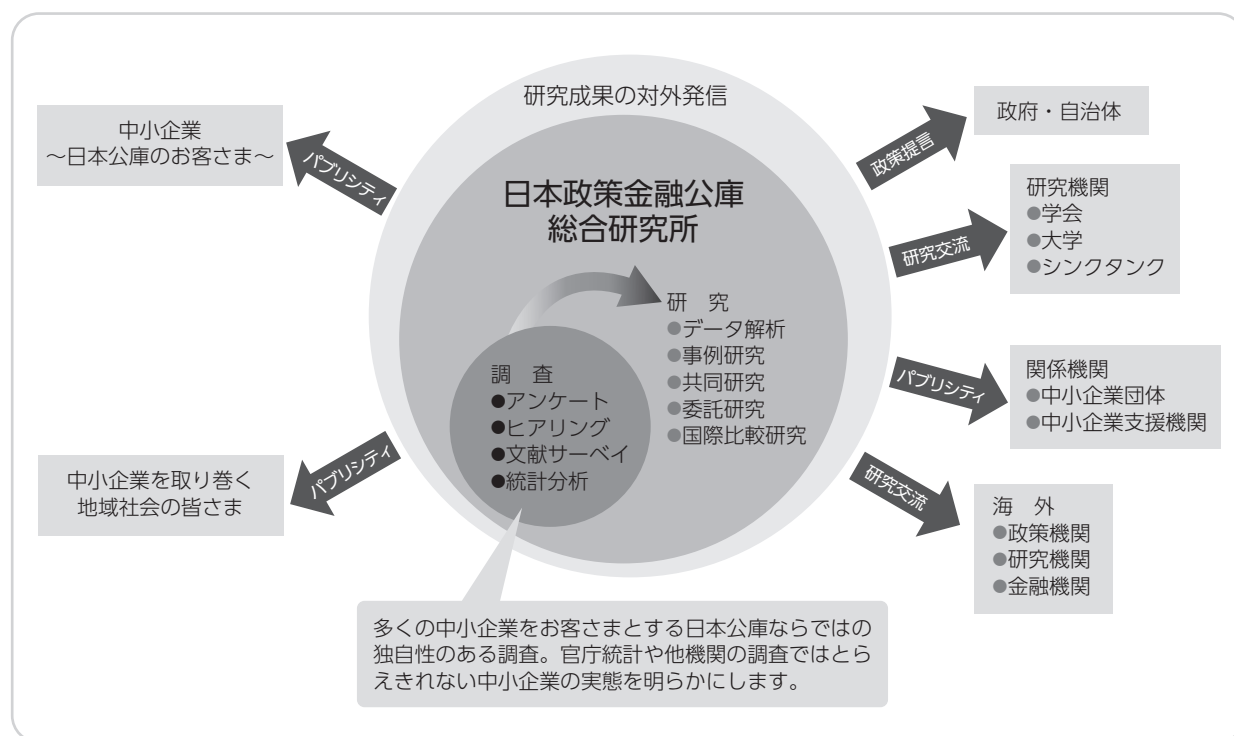 研究成果の対外発信
日本政策金融公庫
総合研究所
調　査
●アンケート
●ヒアリング
●文献サーベイ
●統計分析
研　究
●データ解析
●事例研究
●共同研究
●委託研究
●国際比較研究
多くの中小企業をお客さまとする日本公庫ならではの
独自性のある調査。官庁統計や他機関の調査ではとら
えきれない中小企業の実態を明らかにします。
パブリシティ
中小企業
～日本公庫のお客さま～
パブリシティ
中小企業を取り巻く
地域社会の皆さま
政策提言
政府・自治体
研究交流
研究機関
●学会
●大学
●シンクタンク
パブリシティ
関係機関
●中小企業団体
●中小企業支援機関
研究交流
海　外
●政策機関
●研究機関
●金融機関